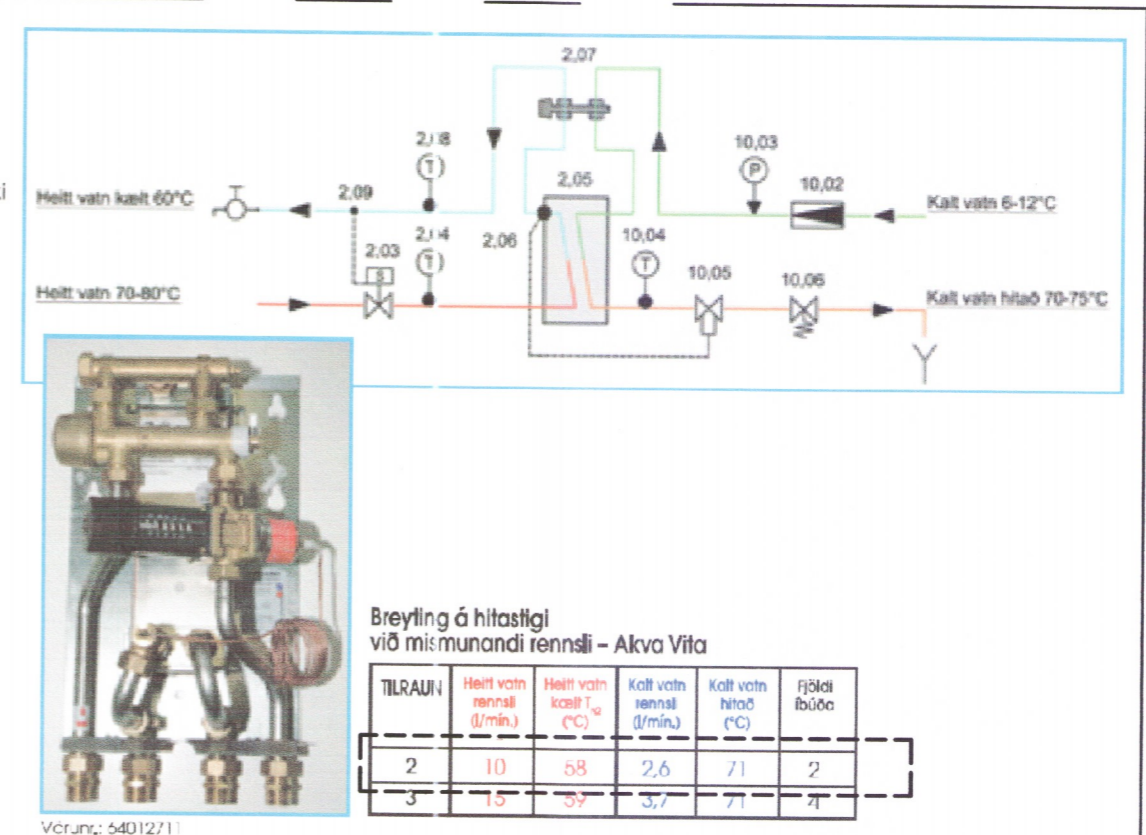 2,07
2,08
10,03
P
Heitt vatn kælt 60°C
2,09
T
2,05
10,02
Kalt vatn 6-12°C
2,03
2,04
2,06
10,04
S
T
T
10,05
10,06
Heitt vatn 70-80°C
Kalt vatn hitað 70-75°C
Breyting á hitastigi
við mismunandi rennsli – Akva Vita
TILRAUN Heitt vatn rennsli (l/mín.) Heitt vatn kælt T (°C) Kalt vatn rennsli (l/mín.) Kalt vatn hitað (°C) Fjöldi íbúða
2 10 58 2,6 71 2
3 15 59 3,7 71 4
Vörunr.: 64012711